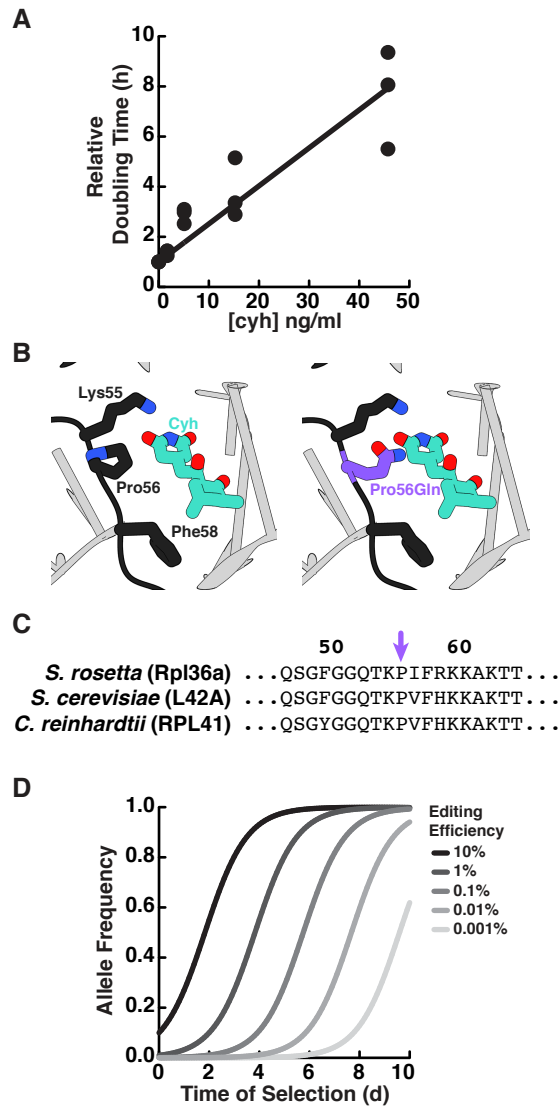 A
Relative
Doubling Time (h)
10
8
6
4
2
0
0 10 20 30 40 50
[cyh] ng/ml
B
Lys55
Cyh
Pro56
Phe58
Pro56Gln
C
50 60
S. rosetta (Rpl36a) ...QSGFGGQTKPIFRKKAKTT...
S. cerevisiae (L42A) ...QSGFGGQTKPVFHKKAKTT...
C. reinhardtii (RPL41) ...QSGYGGQTKPVFHKKAKTT...
D
Allele Frequency
1.0
0.8
0.6
0.4
0.2
0.0
0 2 4 6 8 10
Time of Selection (d)
Editing
Efficiency
10%
1%
0.1%
0.01%
0.001%